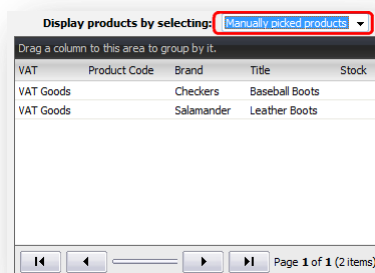 Display products by selecting: Manually picked products
Drag a column to this area to group by it.
VAT Product Code Brand Title Stock
VAT Goods Checkers Baseball Boots
VAT Goods Salamander Leather Boots
Page 1 of 1 (2 items)